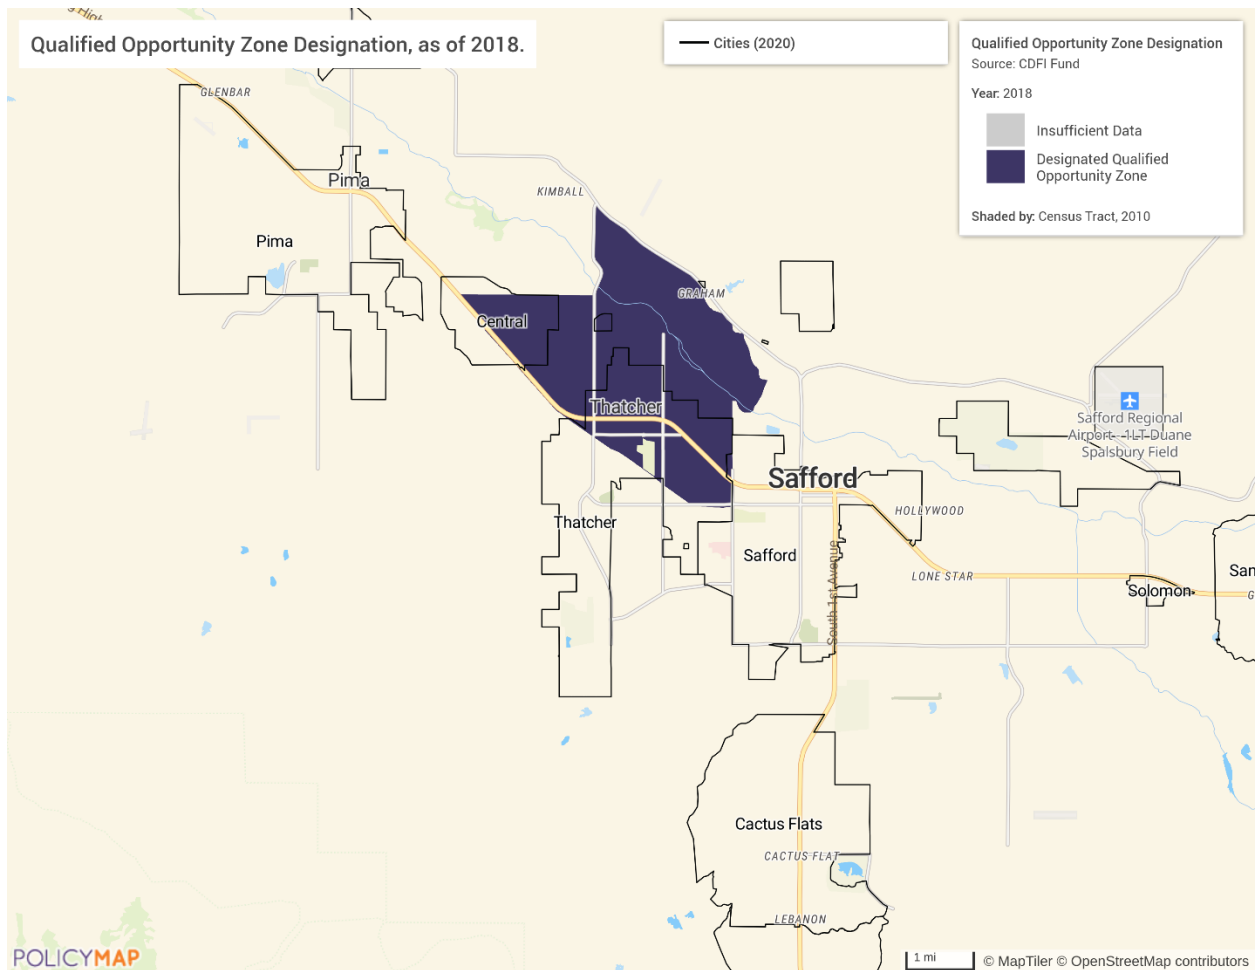 Qualified Opportunity Zone Designation, as of 2018.
Cities (2020)
Qualified Opportunity Zone Designation
Source: CDFI Fund
Year: 2018
Insufficient Data
Designated Qualified
Opportunity Zone
Shaded by: Census Tract, 2010
GLENBAR
Pima
KIMBALL
Pima
GRAHAM
Central
Thatcher
Safford Regional
Airport - 1LT Duane
Spalsbury Field
Safford
HOLLYWOOD
Thatcher
Safford
South 1st Avenue
LONE STAR
Solomon
San
G
Cactus Flats
CACTUS FLAT
LEBANON
POLICYMAP
1 mi
© MapTiler © OpenStreetMap contributors